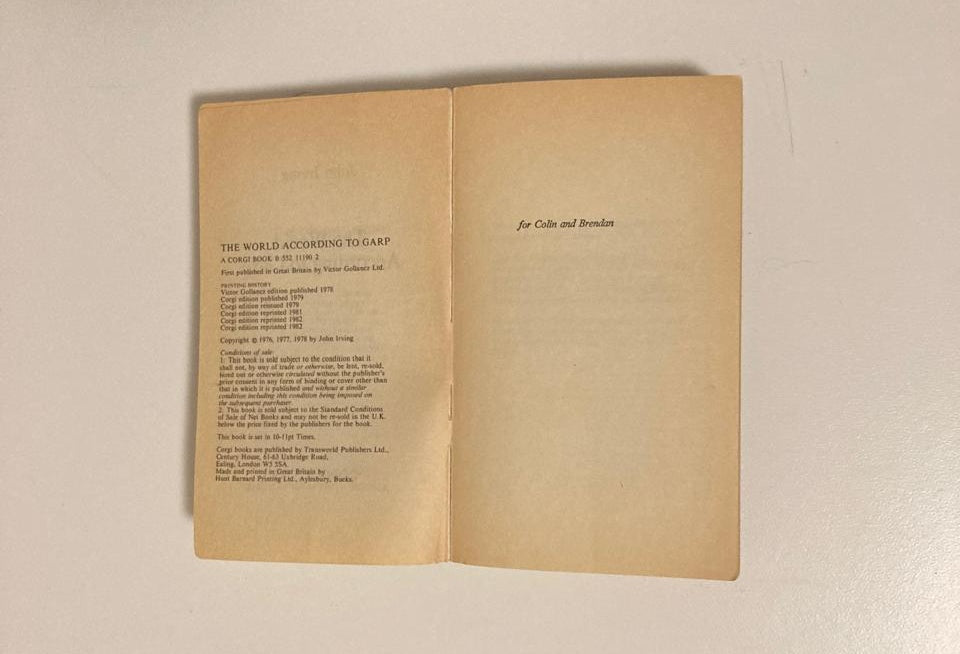 THE WORLD ACCORDING TO GARP
A CORGI BOOK 0 552 11190 2
First published in Great Britain by Victor Gollancz Ltd.
PRINTING HISTORY
Victor Gollancz edition published 1978
Corgi edition published 1979
Corgi edition reissued 1979
Corgi edition reprinted 1981
Corgi edition reprinted 1982
Corgi edition reprinted 1982
Copyright © 1976, 1977, 1978 by John Irving
Conditions of sale
1: This book is sold subject to the condition that it
shall not, by way of trade or otherwise, be lent, re-sold,
hired out or otherwise circulated without the publisher's
prior consent in any form of binding or cover other than
that in which it is published and without a similar
condition including this condition being imposed on
the subsequent purchaser.
2: This book is sold subject to the Standard Conditions
of Sale of Net Books and may not be re-sold in the U.K.
below the price fixed by the publishers for the book.
This book is set in 10-11pt Times.
Corgi books are published by Transworld Publishers Ltd.,
Century House, 61-63 Uxbridge Road,
Ealing, London W5 5SA.
Made and printed in Great Britain by
Hunt Barnard Printing Ltd., Aylesbury, Bucks.
for Colin and Brendan